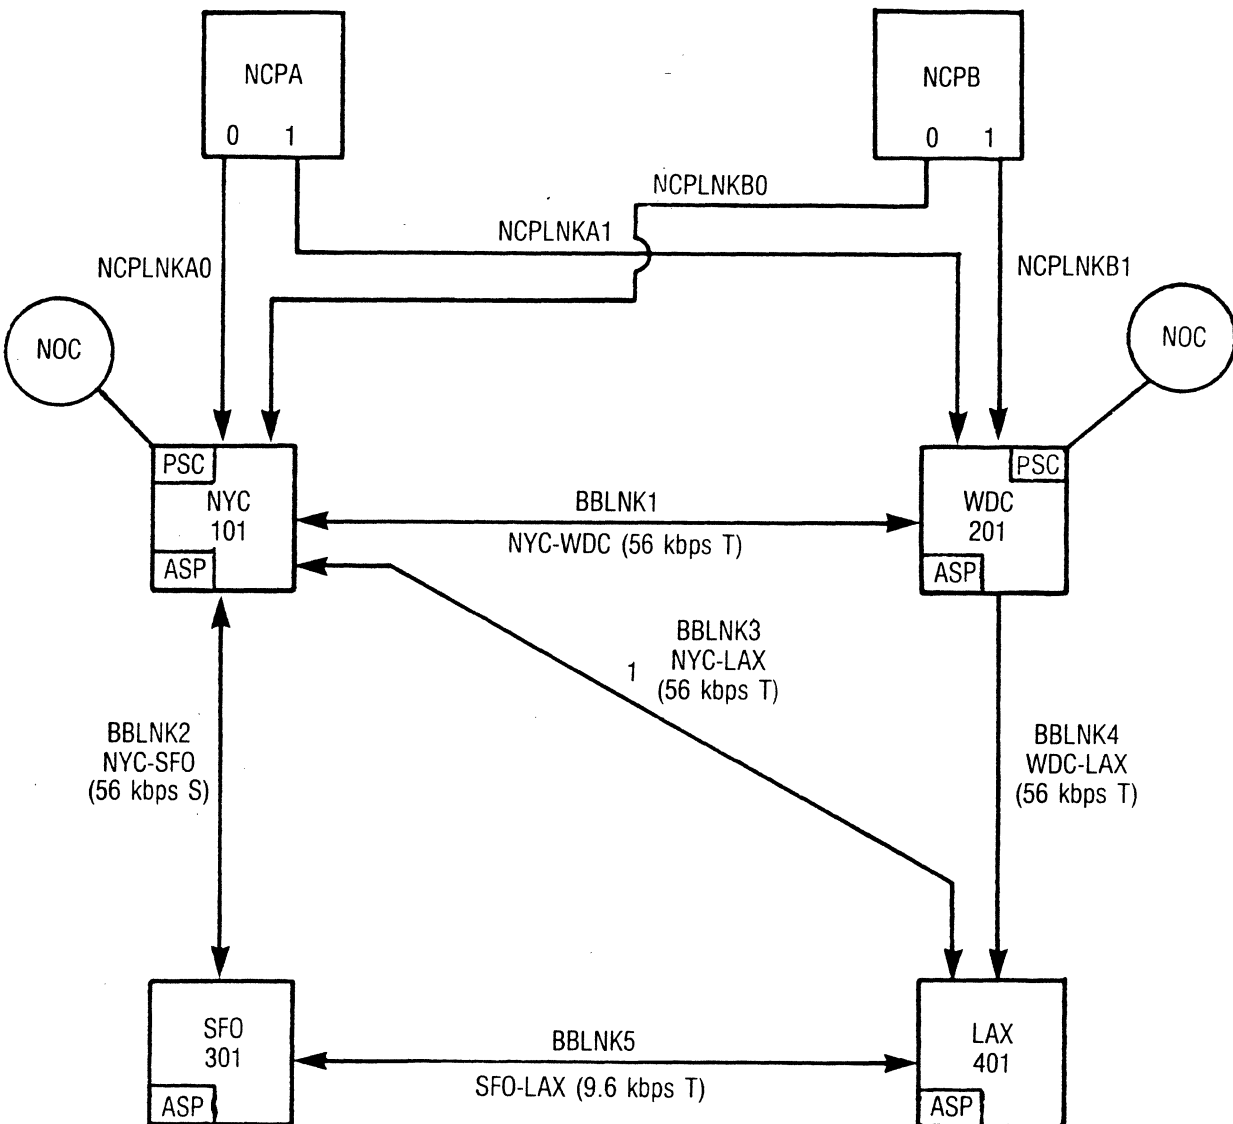 NCPA
0 1
NCPB
0 1
NCPLNKB0
NCPLNKA1
NCPLNKA0
NCPLNKB1
NOC
NOC
PSC
NYC
101
ASP
PSC
WDC
201
ASP
BBLNK1
NYC-WDC (56 kbps T)
BBLNK3
NYC-LAX
(56 kbps T)
1
BBLNK2
NYC-SFO
(56 kbps S)
BBLNK4
WDC-LAX
(56 kbps T)
SFO
301
ASP
BBLNK5
SFO-LAX (9.6 kbps T)
LAX
401
ASP